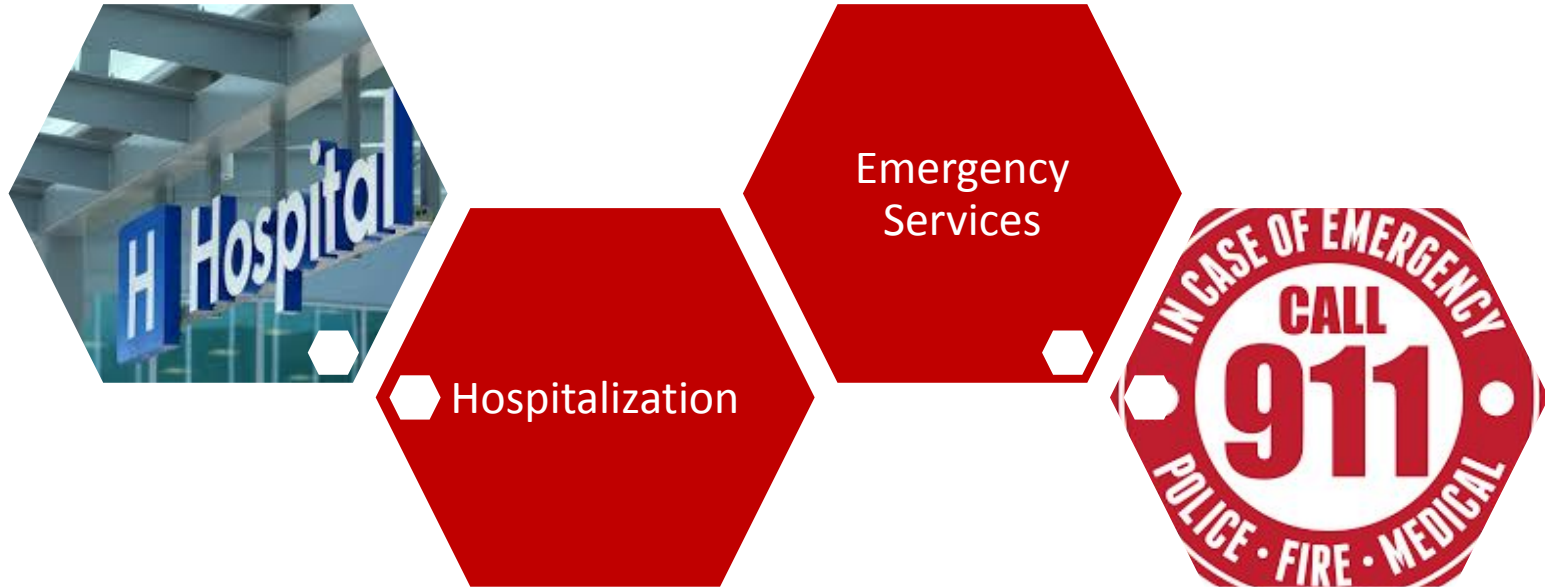 H Hospital
Hospitalization
Emergency
Services
IN CASE OF EMERGENCY
CALL
911
POLICE • FIRE • MEDICAL